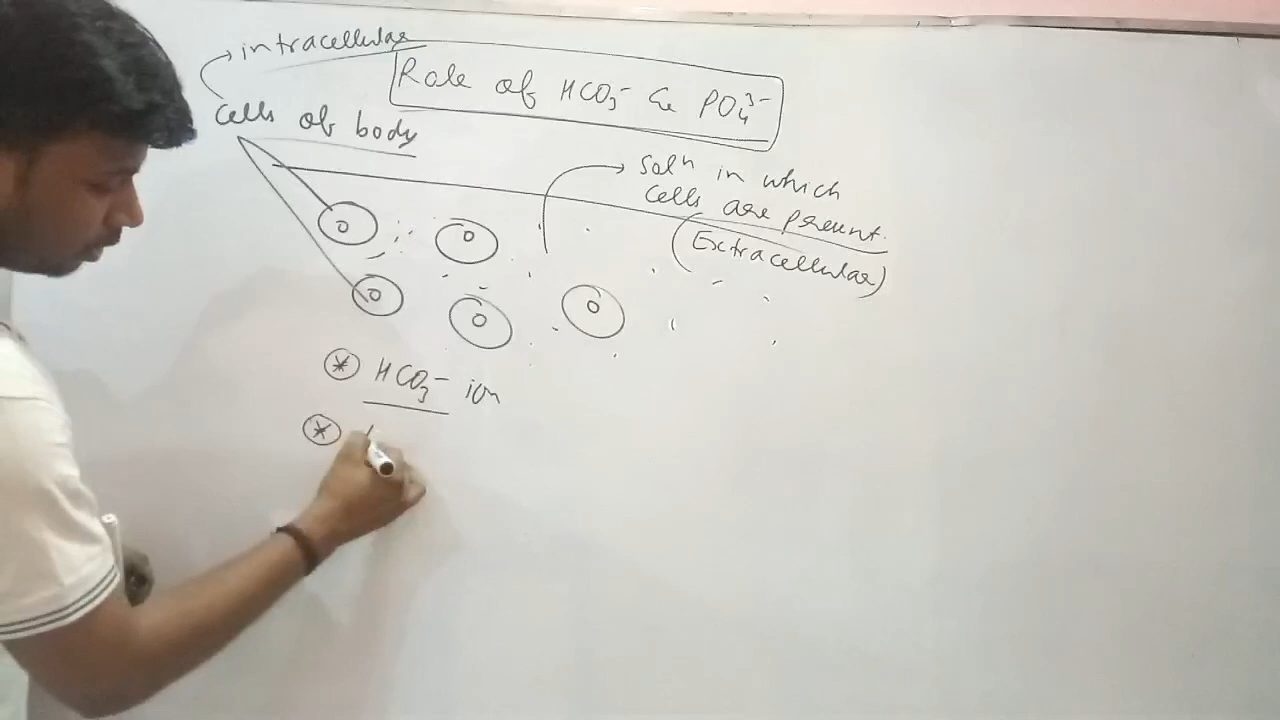 intracellular
Role of HCO₃⁻ & PO₄³⁻
Cells of body
Solⁿ in which
Cells are present.
(Extracellular)
* HCO₃⁻ ion
*